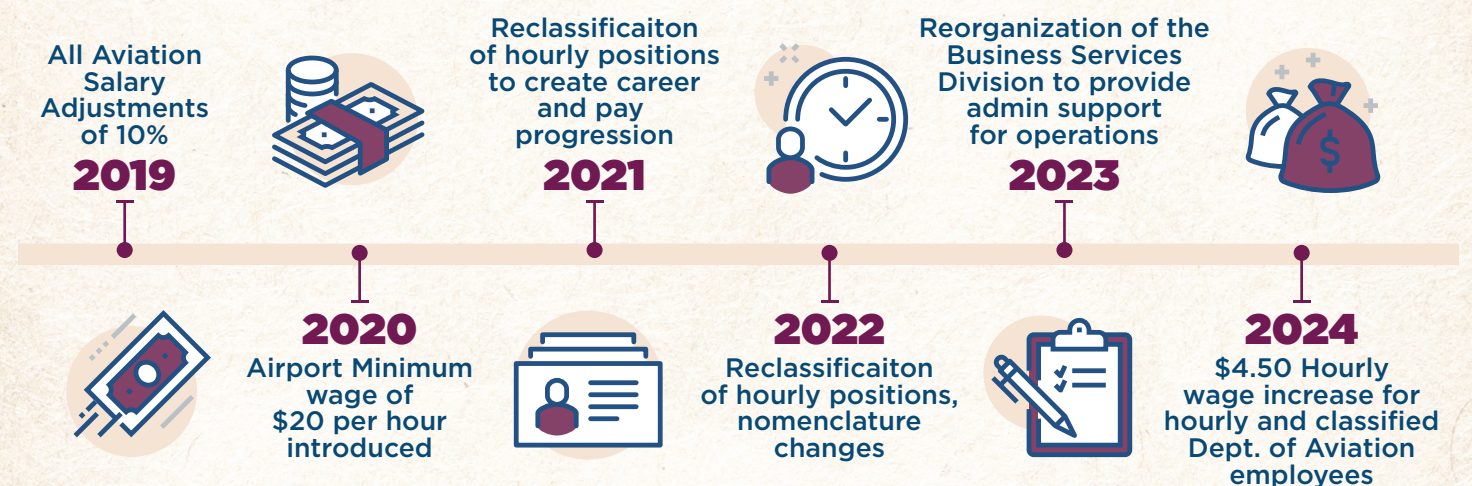 All Aviation
Salary
Adjustments
of 10%
2019
2020
Airport Minimum
wage of
$20 per hour
introduced
Reclassificaiton
of hourly positions
to create career
and pay
progression
2021
2022
Reclassificaiton
of hourly positions,
nomenclature
changes
Reorganization of the
Business Services
Division to provide
admin support
for operations
2023
$
2024
$4.50 Hourly
wage increase for
hourly and classified
Dept. of Aviation
employees